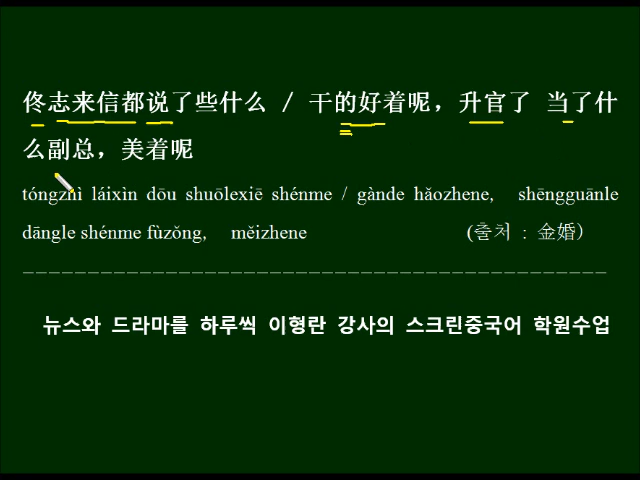 佟志来信都说了些什么 / 干的好着呢，升官了 当了什
么副总，美着呢
tóngzhì láixìn dōu shuōlexiē shénme / gànde hǎozhene, shēngguānle
dāngle shénme fùzǒng, měizhene (출처 : 金婚)
뉴스와 드라마를 하루씩 이형란 강사의 스크린중국어 학원수업